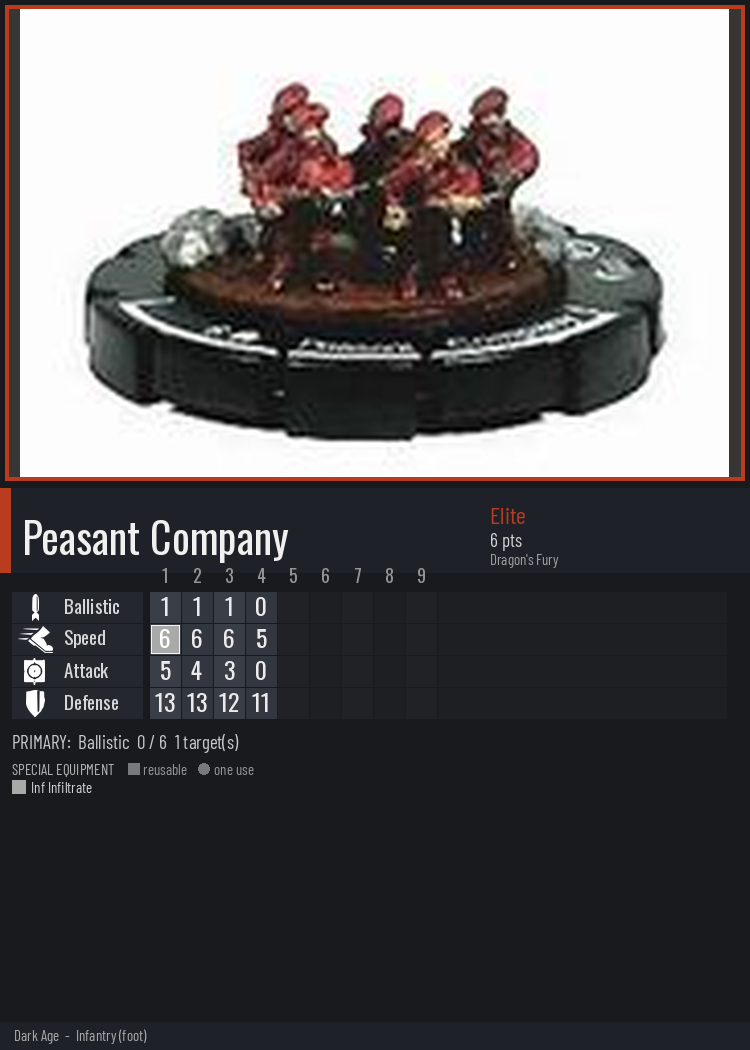 Peasant Company
Elite
6 pts
Dragon's Fury
1 2 3 4 5 6 7 8 9
Ballistic 1 1 1 0
Speed 6 6 6 5
Attack 5 4 3 0
Defense 13 13 12 11
PRIMARY: Ballistic 0 / 6 1 target(s)
SPECIAL EQUIPMENT reusable one use
Inf Infiltrate
Dark Age - Infantry (foot)